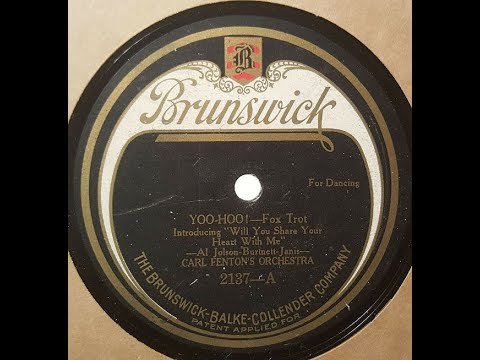 B
Brunswick
For Dancing
YOO-HOO!—Fox Trot
Introducing "Will You Share Your
Heart With Me"
—Al Jolson-Burtnett-Janis—
CARL FENTON'S ORCHESTRA
2137—A
THE BRUNSWICK-BALKE-COLLENDER COMPANY
PATENT APPLIED FOR